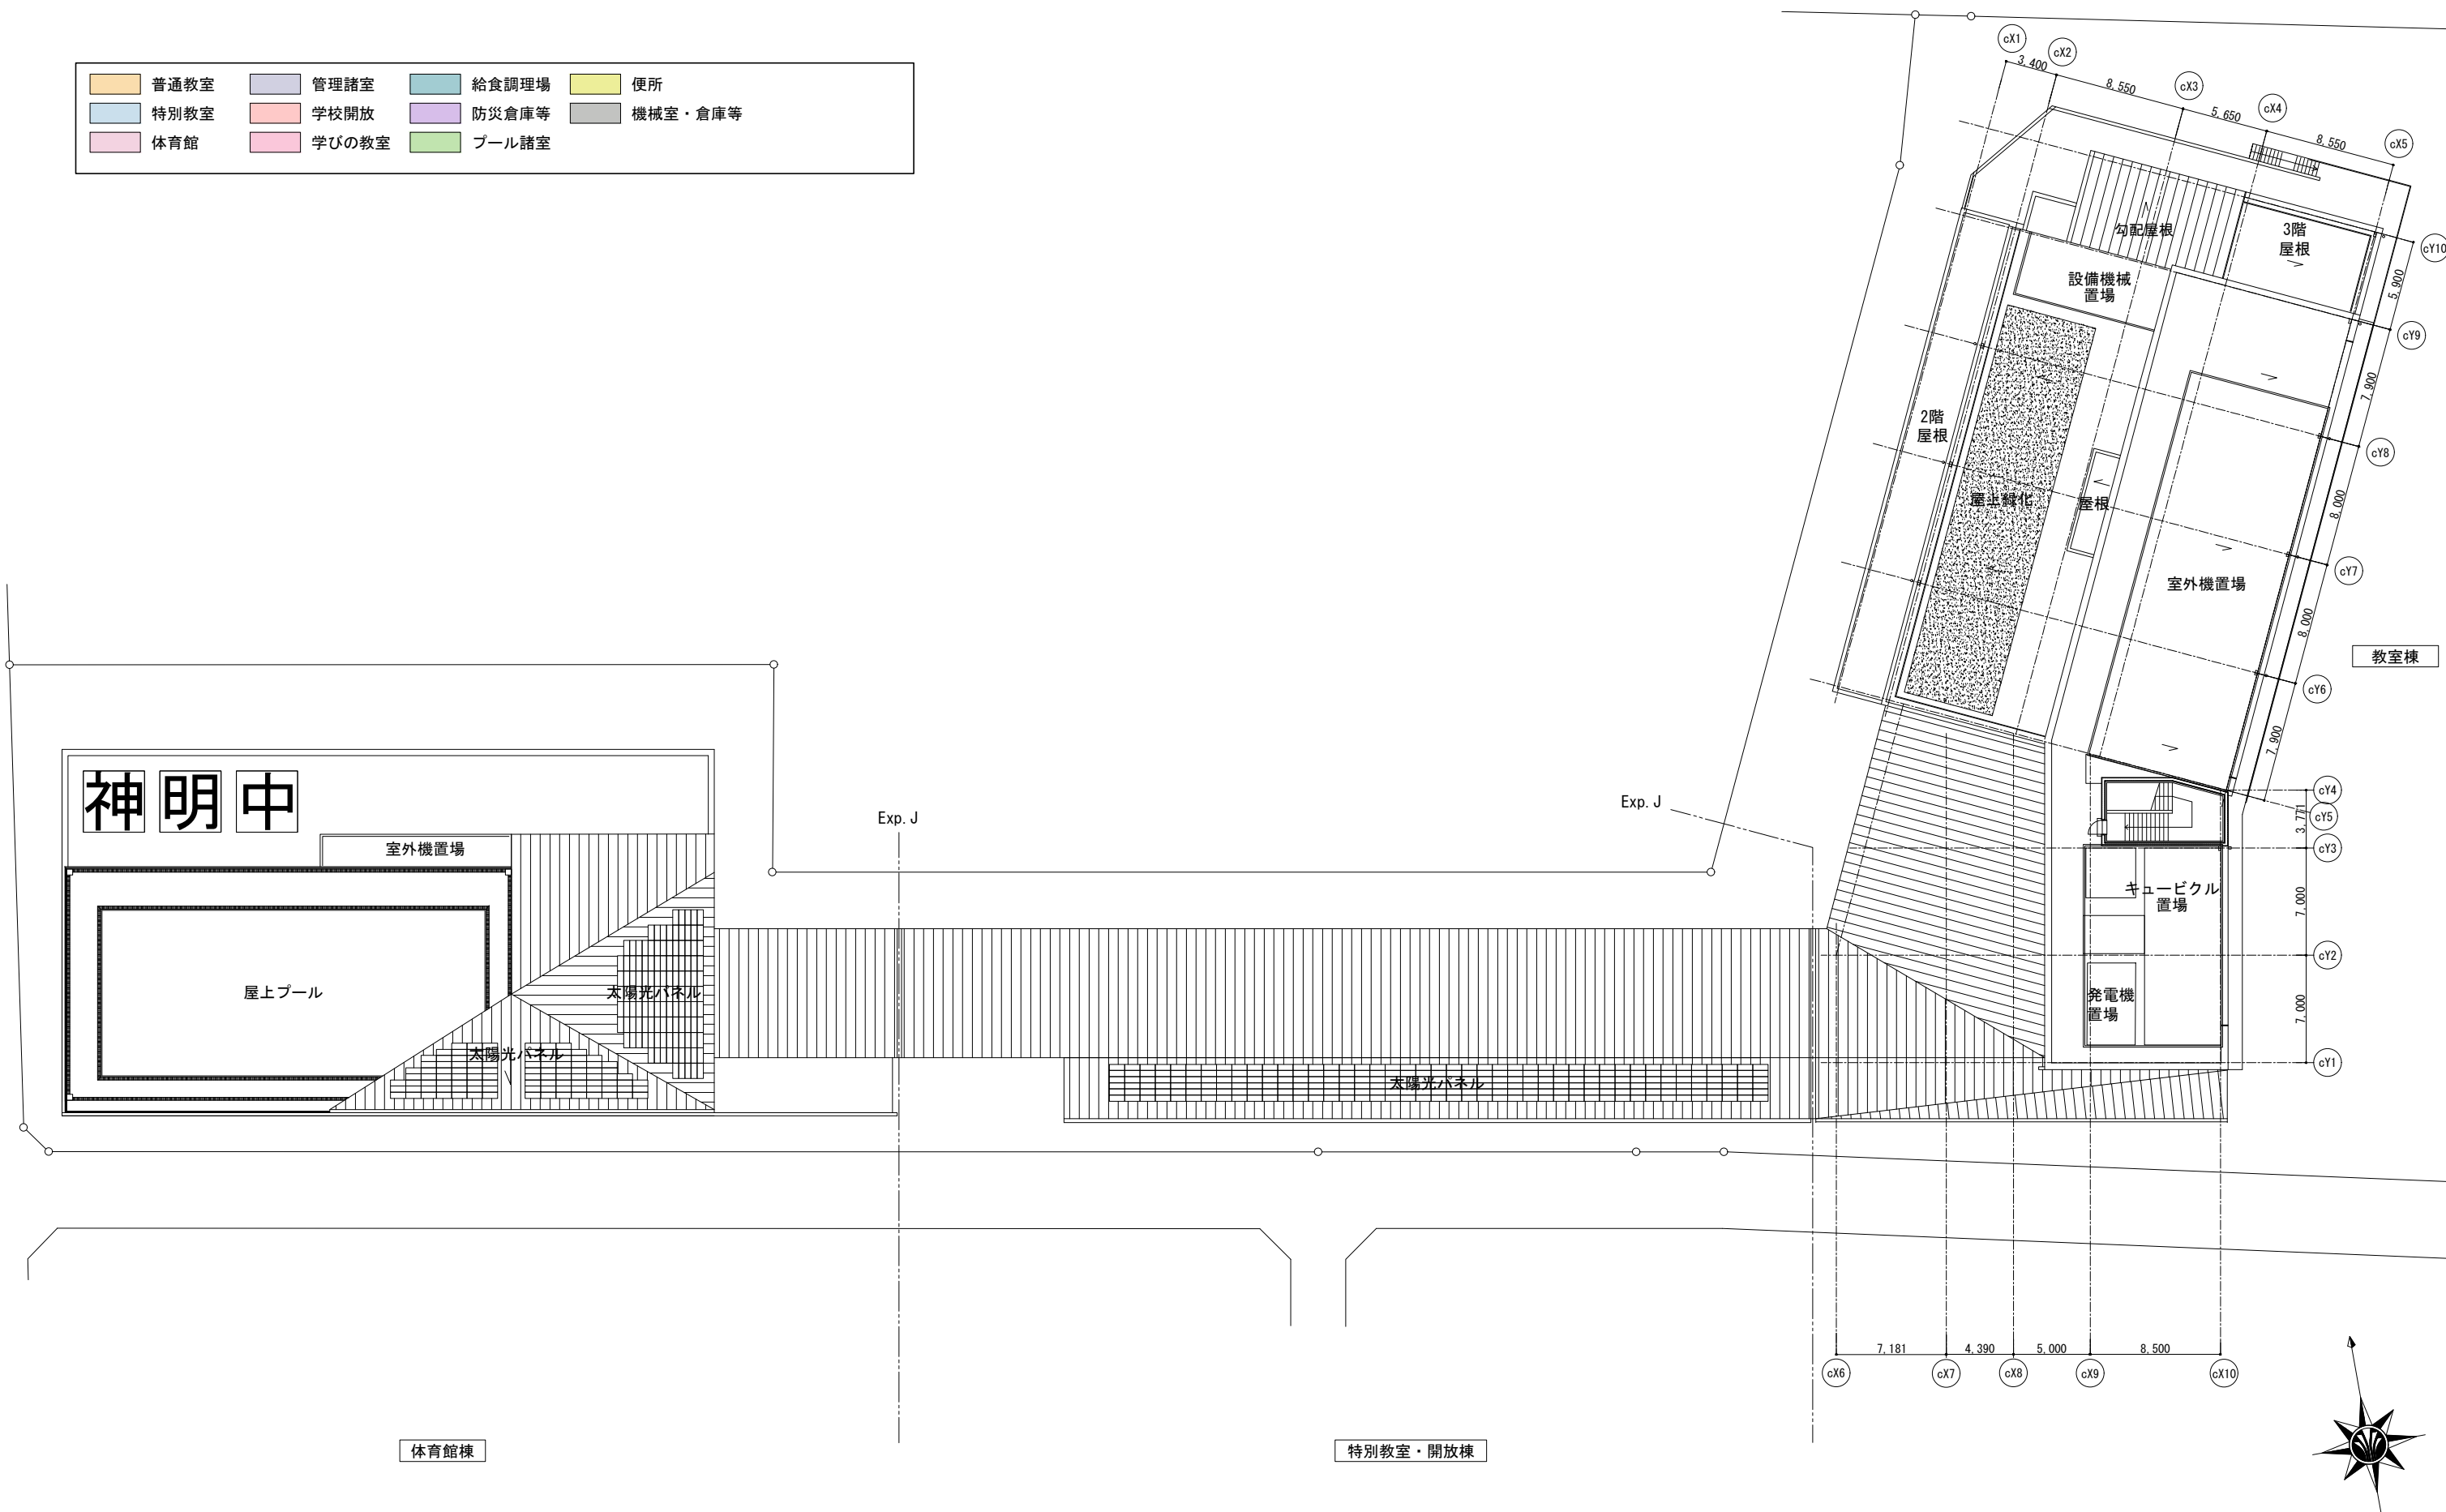 普通教室 管理諸室 給食調理場 便所
特別教室 学校開放 防災倉庫等 機械室・倉庫等
体育館 学びの教室 プール諸室
cX1
cX2
cX3
cX4
cX5
3,400
8,550
5,650
8,550
cY10
5,900
cY9
7,900
cY8
8,000
cY7
8,000
cY6
7,900
勾配屋根
3階
屋根
設備機械
置場
2階
屋根
屋上緑化
屋根
室外機置場
教室棟
cY4
3,771
cY5
cY3
7,000
cY2
7,000
cY1
キュービクル
置場
発電機
置場
神明中
室外機置場
屋上プール
太陽光パネル
太陽光パネル
Exp.J
Exp.J
太陽光パネル
7,181
4,390
5,000
8,500
cX6
cX7
cX8
cX9
cX10
体育館棟
特別教室・開放棟